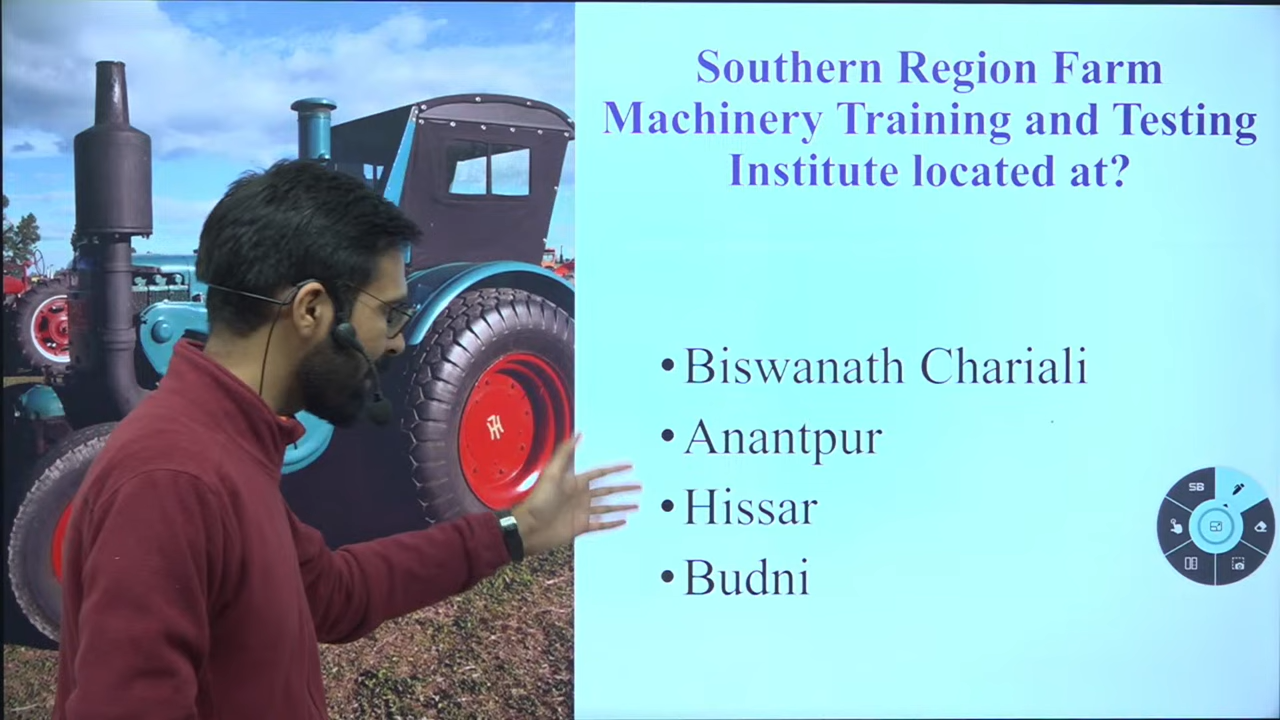 Southern Region Farm
Machinery Training and Testing
Institute located at?
•Biswanath Chariali
•Anantpur
•Hissar
•Budni
SB